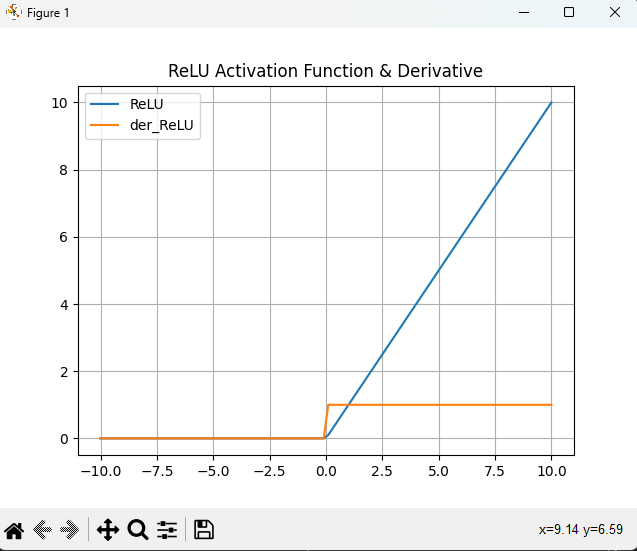 Figure 1
ReLU Activation Function & Derivative
ReLU
der_ReLU
10
8
6
4
2
0
−10.0 −7.5 −5.0 −2.5 0.0 2.5 5.0 7.5 10.0
x=9.14 y=6.59